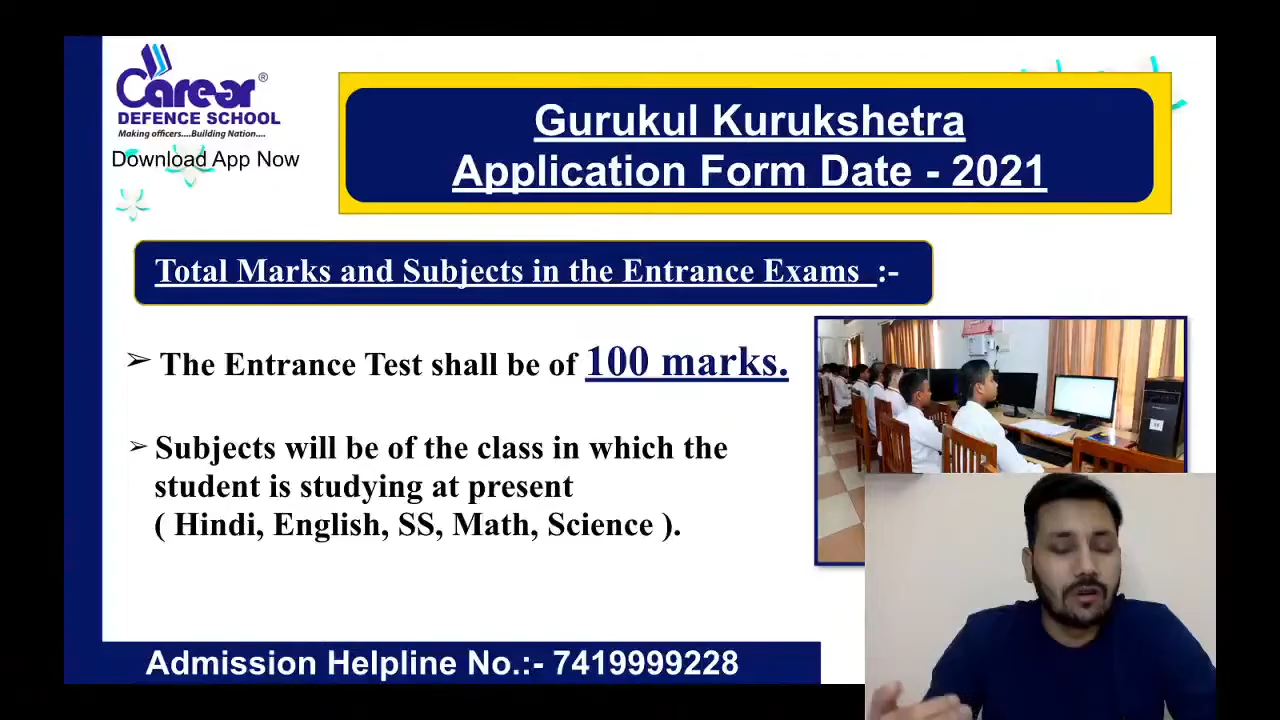 Carear®
DEFENCE SCHOOL
Making officers....Building Nation....
Download App Now
Gurukul Kurukshetra
Application Form Date - 2021
Total Marks and Subjects in the Entrance Exams :-
➢ The Entrance Test shall be of 100 marks.
➢ Subjects will be of the class in which the
student is studying at present
( Hindi, English, SS, Math, Science ).
Admission Helpline No.:- 7419999228